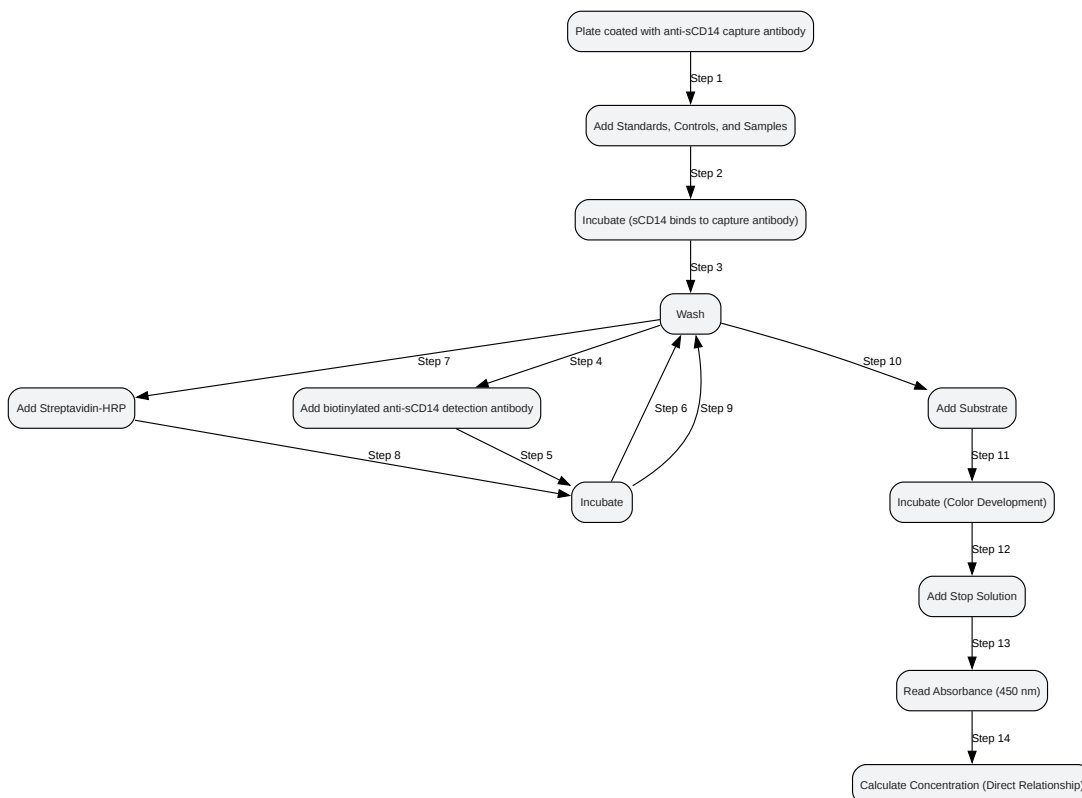 Plate coated with anti-sCD14 capture antibody
Step 1
Add Standards, Controls, and Samples
Step 2
Incubate (sCD14 binds to capture antibody)
Step 3
Wash
Step 7
Step 4
Step 10
Add Streptavidin-HRP
Add biotinylated anti-sCD14 detection antibody
Step 6
Step 9
Add Substrate
Step 8
Step 5
Step 11
Incubate
Incubate (Color Development)
Step 12
Add Stop Solution
Step 13
Read Absorbance (450 nm)
Step 14
Calculate Concentration (Direct Relationship)